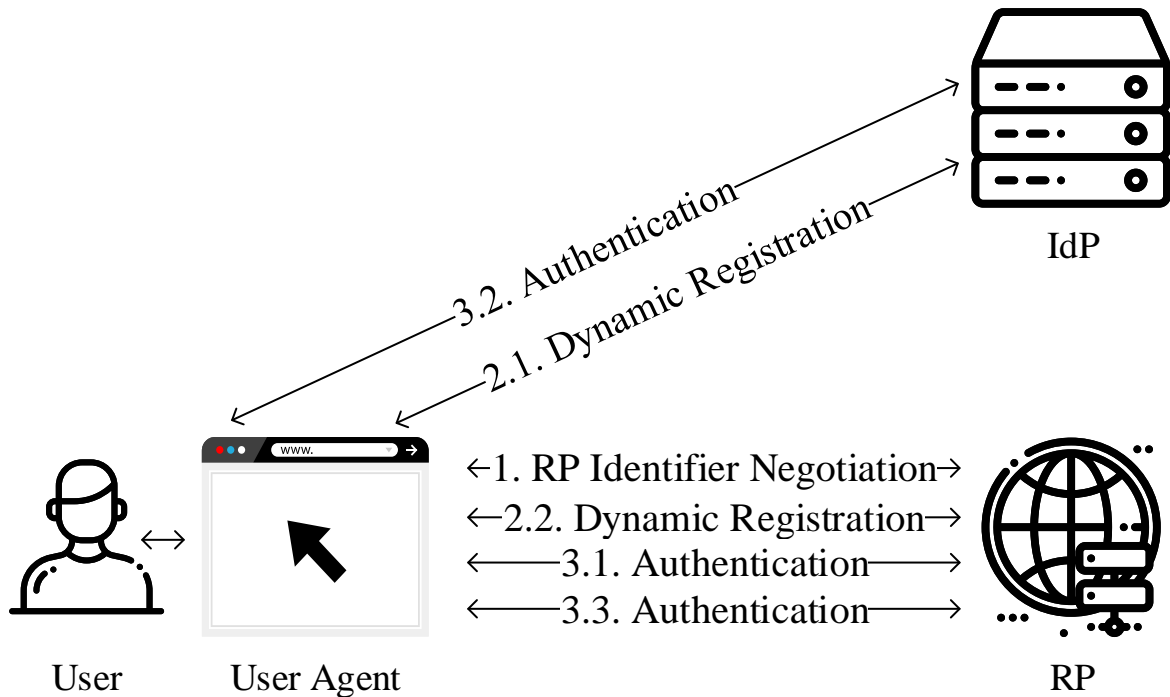 IdP
3.2. Authentication
2.1. Dynamic Registration
www.
1. RP Identifier Negotiation
2.2. Dynamic Registration
3.1. Authentication
3.3. Authentication
User
User Agent
RP